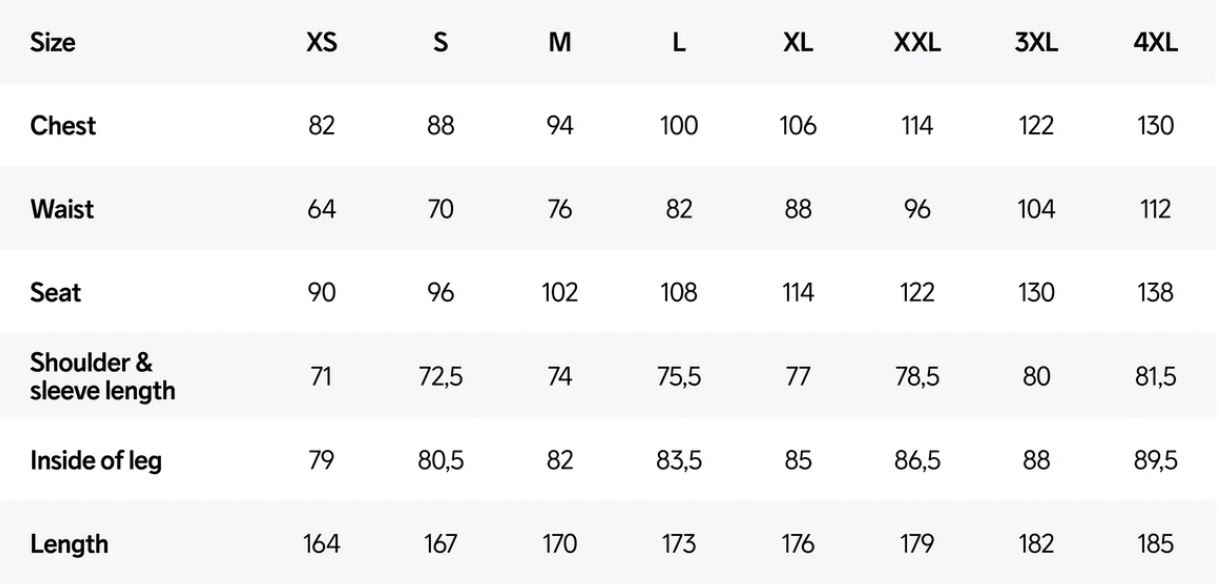 Size XS S M L XL XXL 3XL 4XL
Chest 82 88 94 100 106 114 122 130
Waist 64 70 76 82 88 96 104 112
Seat 90 96 102 108 114 122 130 138
Shoulder &
sleeve length 71 72,5 74 75,5 77 78,5 80 81,5
Inside of leg 79 80,5 82 83,5 85 86,5 88 89,5
Length 164 167 170 173 176 179 182 185